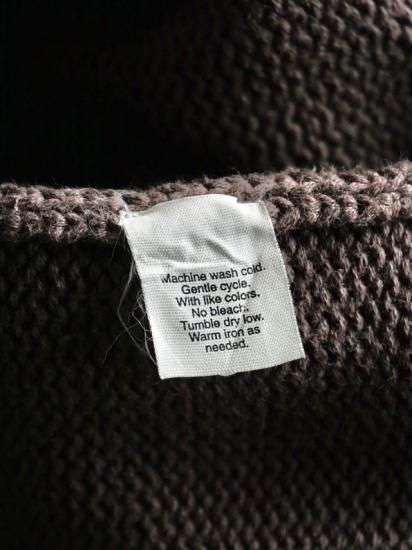 Machine wash cold.
Gentle cycle.
With like colors.
No bleach.
Tumble dry low.
Warm iron as
needed.